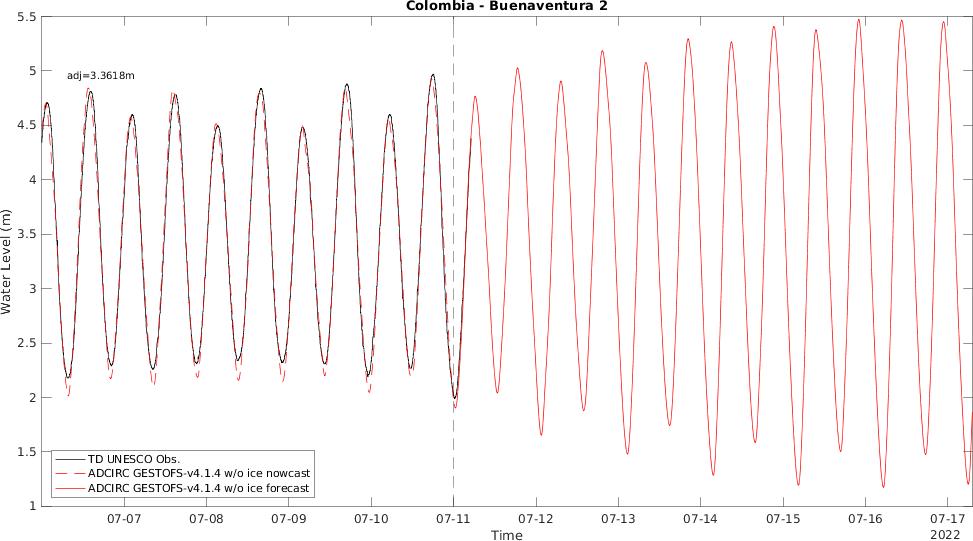 Colombia - Buenaventura 2
adj=3.3618m
5.5
5
4.5
4
3.5
3
2.5
2
1.5
1
Water Level (m)
TD UNESCO Obs.
ADCIRC GESTOFS-v4.1.4 w/o ice nowcast
ADCIRC GESTOFS-v4.1.4 w/o ice forecast
07-07 07-08 07-09 07-10 07-11 07-12 07-13 07-14 07-15 07-16 07-17
2022
Time